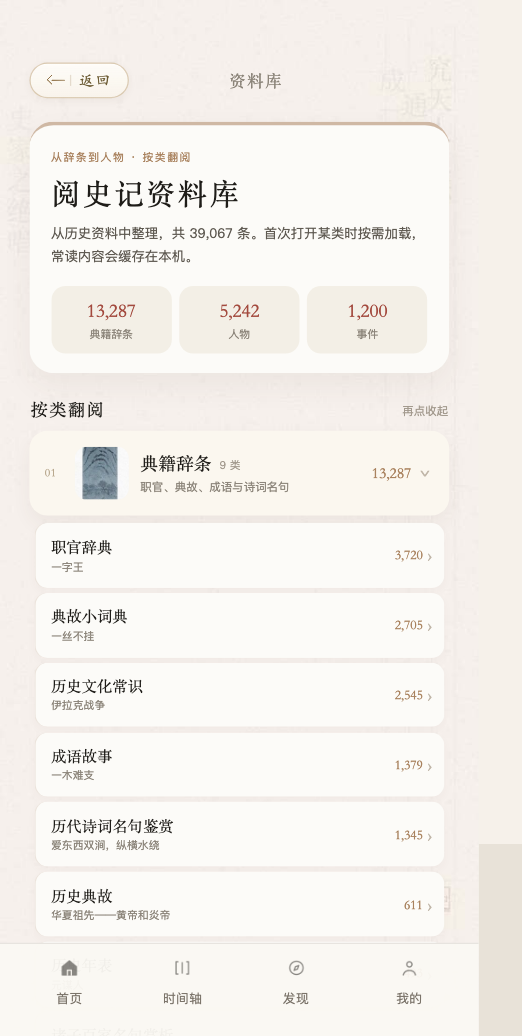 返回
资料库
从辞条到人物 · 按类翻阅
阅史记资料库
从历史资料中整理，共 39,067 条。首次打开某类时按需加载，
常读内容会缓存在本机。
13,287
典籍辞条
5,242
人物
1,200
事件
按类翻阅
再点收起
01
典籍辞条 9 类
职官、典故、成语与诗词名句
13,287
职官辞典
一字王
3,720
典故小词典
一丝不挂
2,705
历史文化常识
伊拉克战争
2,545
成语故事
一木难支
1,379
历代诗词名句鉴赏
爱东西双涧，纵横水绕
1,345
历史典故
华夏祖先——黄帝和炎帝
611
首页
时间轴
发现
我的